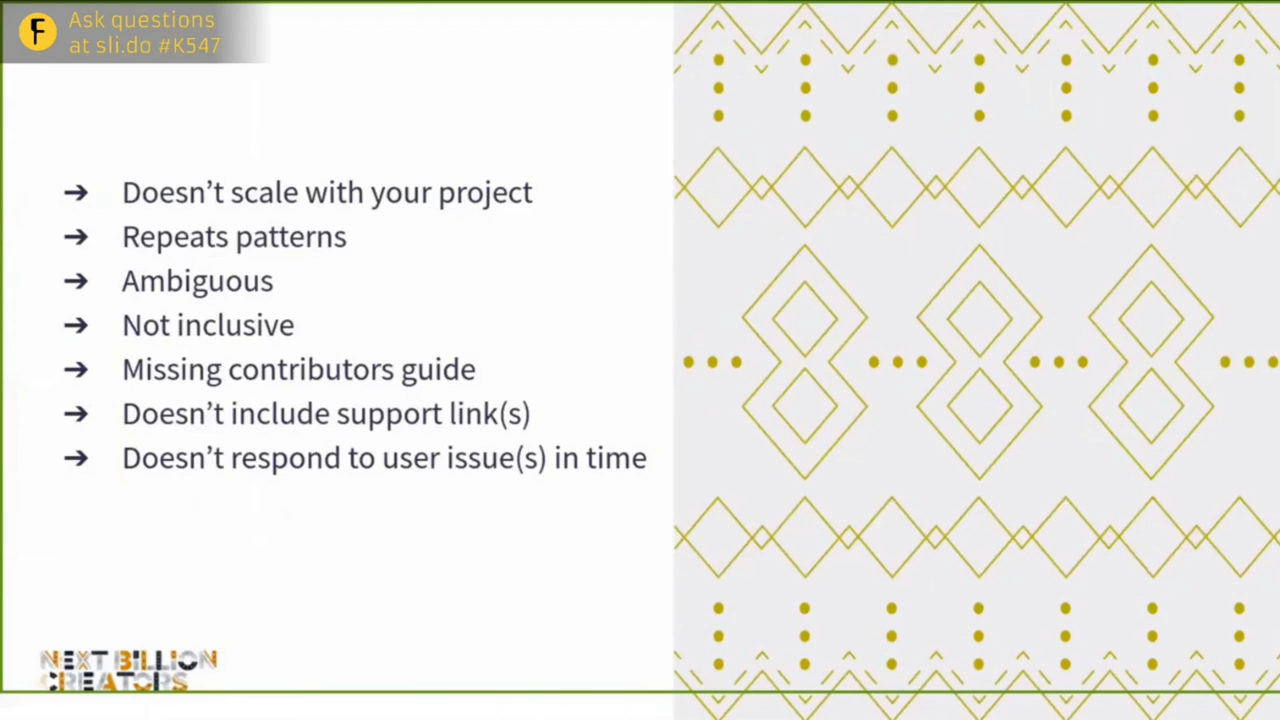 F
Ask questions
at sli.do #K547
➔ Doesn’t scale with your project
➔ Repeats patterns
➔ Ambiguous
➔ Not inclusive
➔ Missing contributors guide
➔ Doesn’t include support link(s)
➔ Doesn’t respond to user issue(s) in time
NEXT BILLION
CREATORS